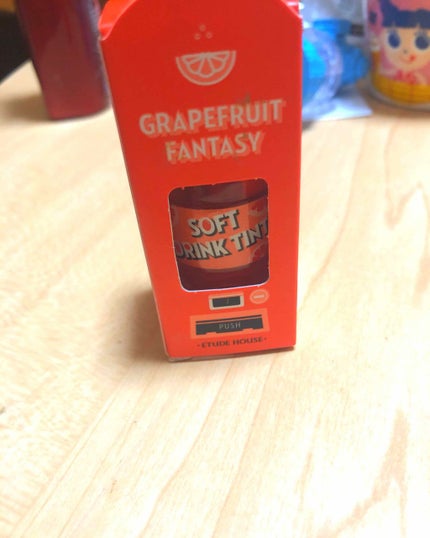 GRAPEFRUIT
FANTASY
SOFT
DRINK TINT
PUSH
·ETUDE HOUSE·